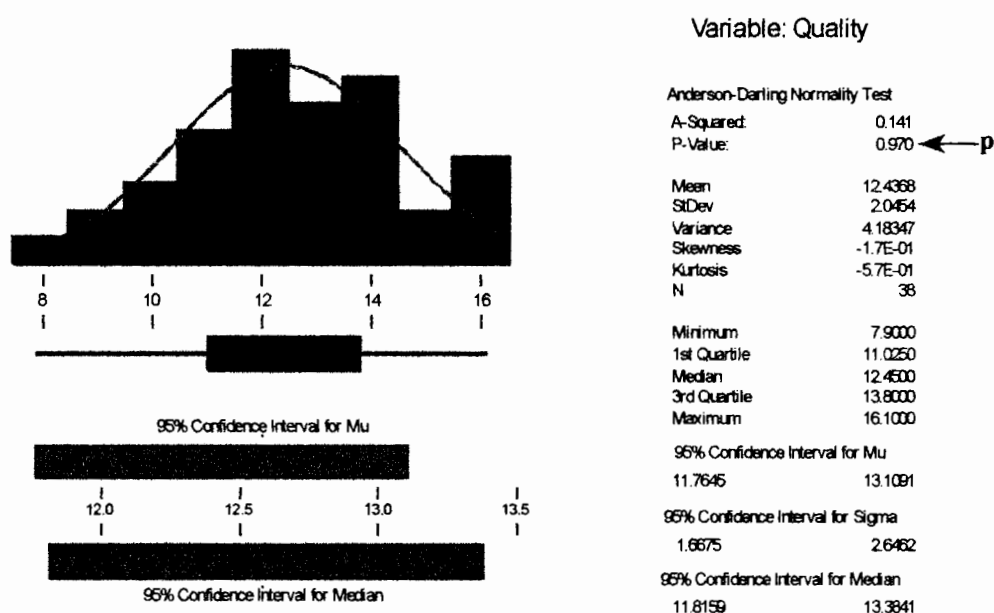 Variable: Quality
Anderson-Darling Normality Test
A-Squared: 0.141
P-Value: 0.970 p
Mean 12.4368
StDev 2.0454
Variance 4.18347
Skewness -1.7E-01
Kurtosis -5.7E-01
N 38
Minimum 7.9000
1st Quartile 11.0250
Median 12.4500
3rd Quartile 13.8000
Maximum 16.1000
95% Confidence Interval for Mu
11.7645 13.1091
95% Confidence Interval for Sigma
1.6675 2.6462
95% Confidence Interval for Median
11.8159 13.3841
8 10 12 14 16
95% Confidence Interval for Mu
12.0 12.5 13.0 13.5
95% Confidence Interval for Median